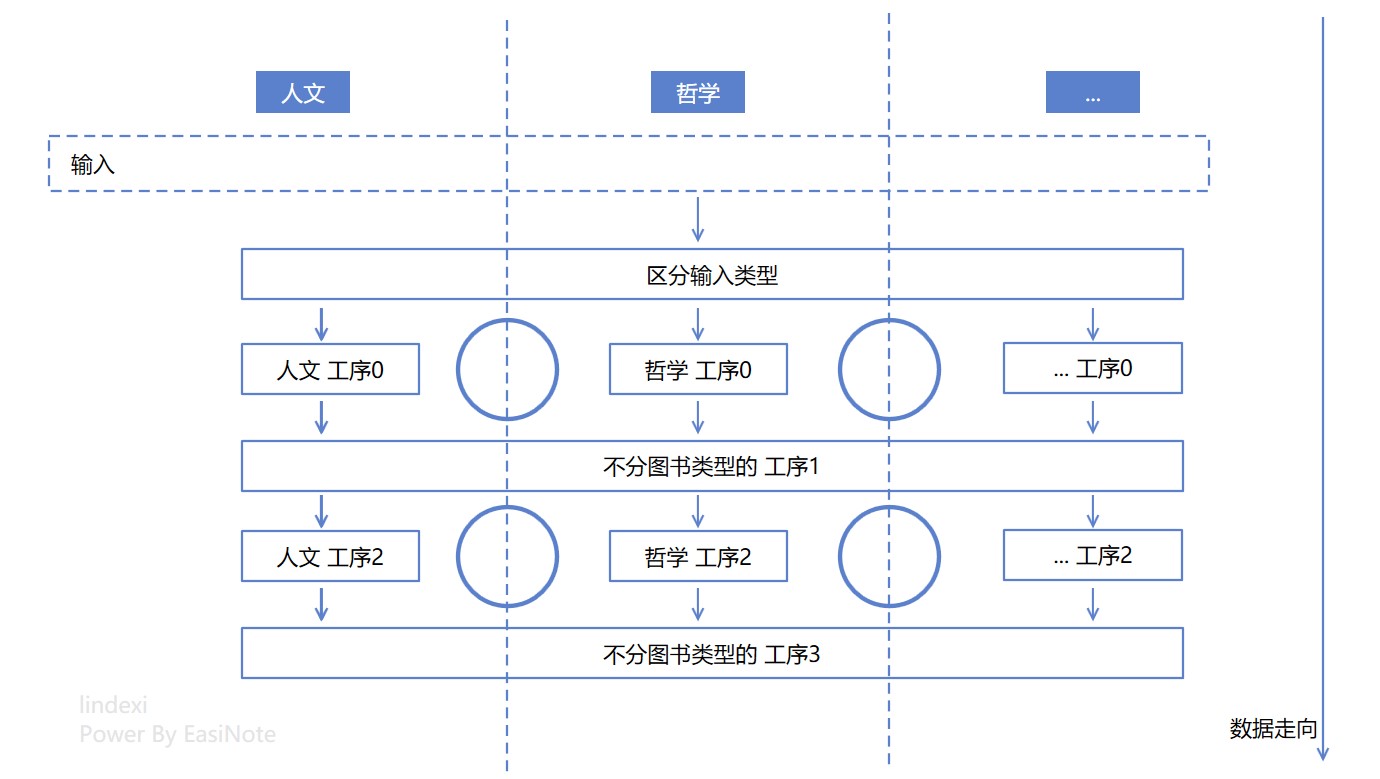 人文
哲学
...
输入
区分输入类型
人文 工序0
哲学 工序0
... 工序0
不分图书类型的 工序1
人文 工序2
哲学 工序2
... 工序2
不分图书类型的 工序3
lindexi
Power By EasiNote
数据走向